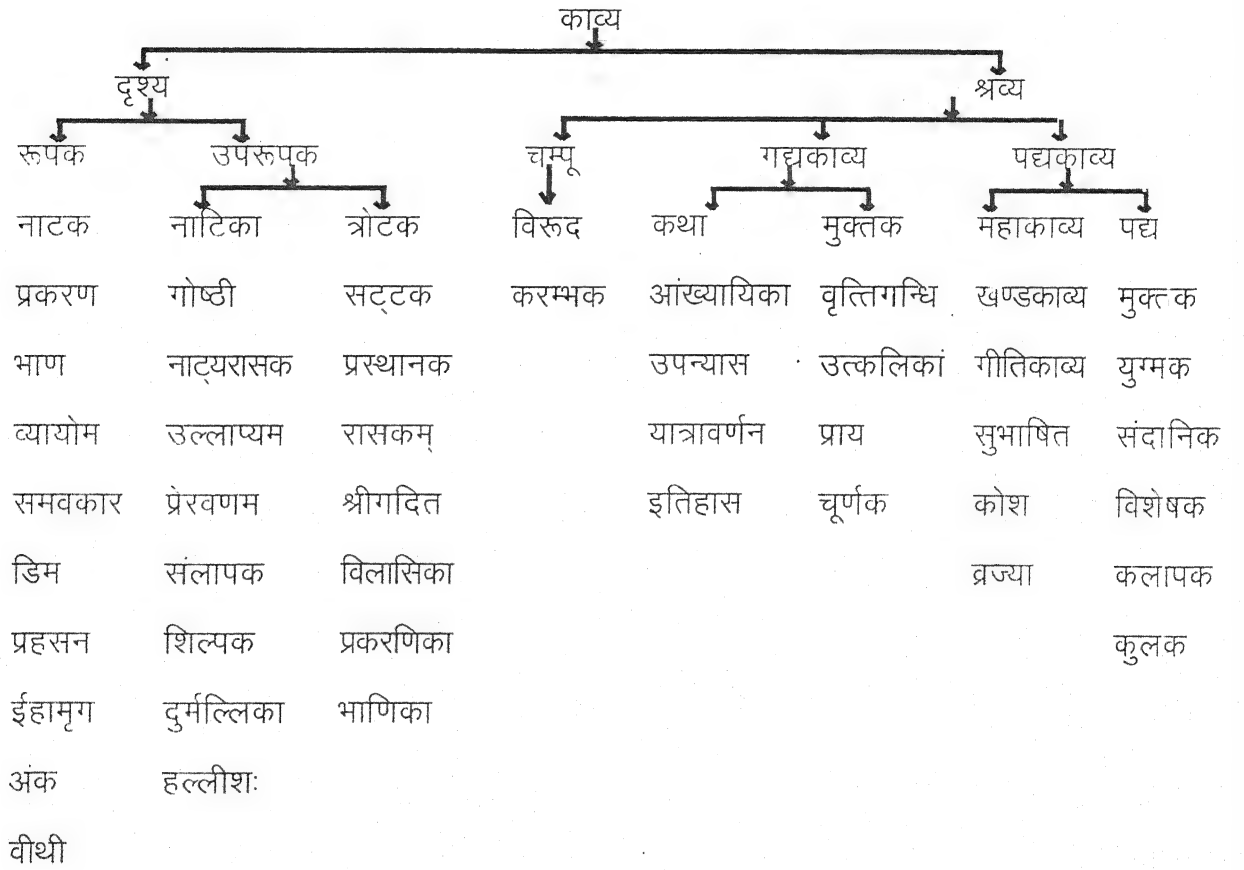 काव्य
दृश्य श्रव्य
रूपक उपरूपक चम्पू गद्यकाव्य पद्यकाव्य
नाटक नाटिका त्रोटक विरूद कथा मुक्तक महाकाव्य पद्य
प्रकरण गोष्ठी सट्टक करम्भक आंख्यायिका वृत्तिगन्धि खण्डकाव्य मुक्तक
भाण नाट्यरासक प्रस्थानक उपन्यास उत्कलिकां गीतिकाव्य युग्मक
व्यायोम उल्लाप्यम रासकम् यात्रावर्णन प्राय सुभाषित संदानिक
समवकार प्रेरवणम श्रीगदित इतिहास चूर्णक कोश विशेषक
डिम संलापक विलासिका व्रज्या कलापक
प्रहसन शिल्पक प्रकरणिका कुलक
ईहामृग दुर्मल्लिका भाणिका
अंक हल्लीशः
वीथी